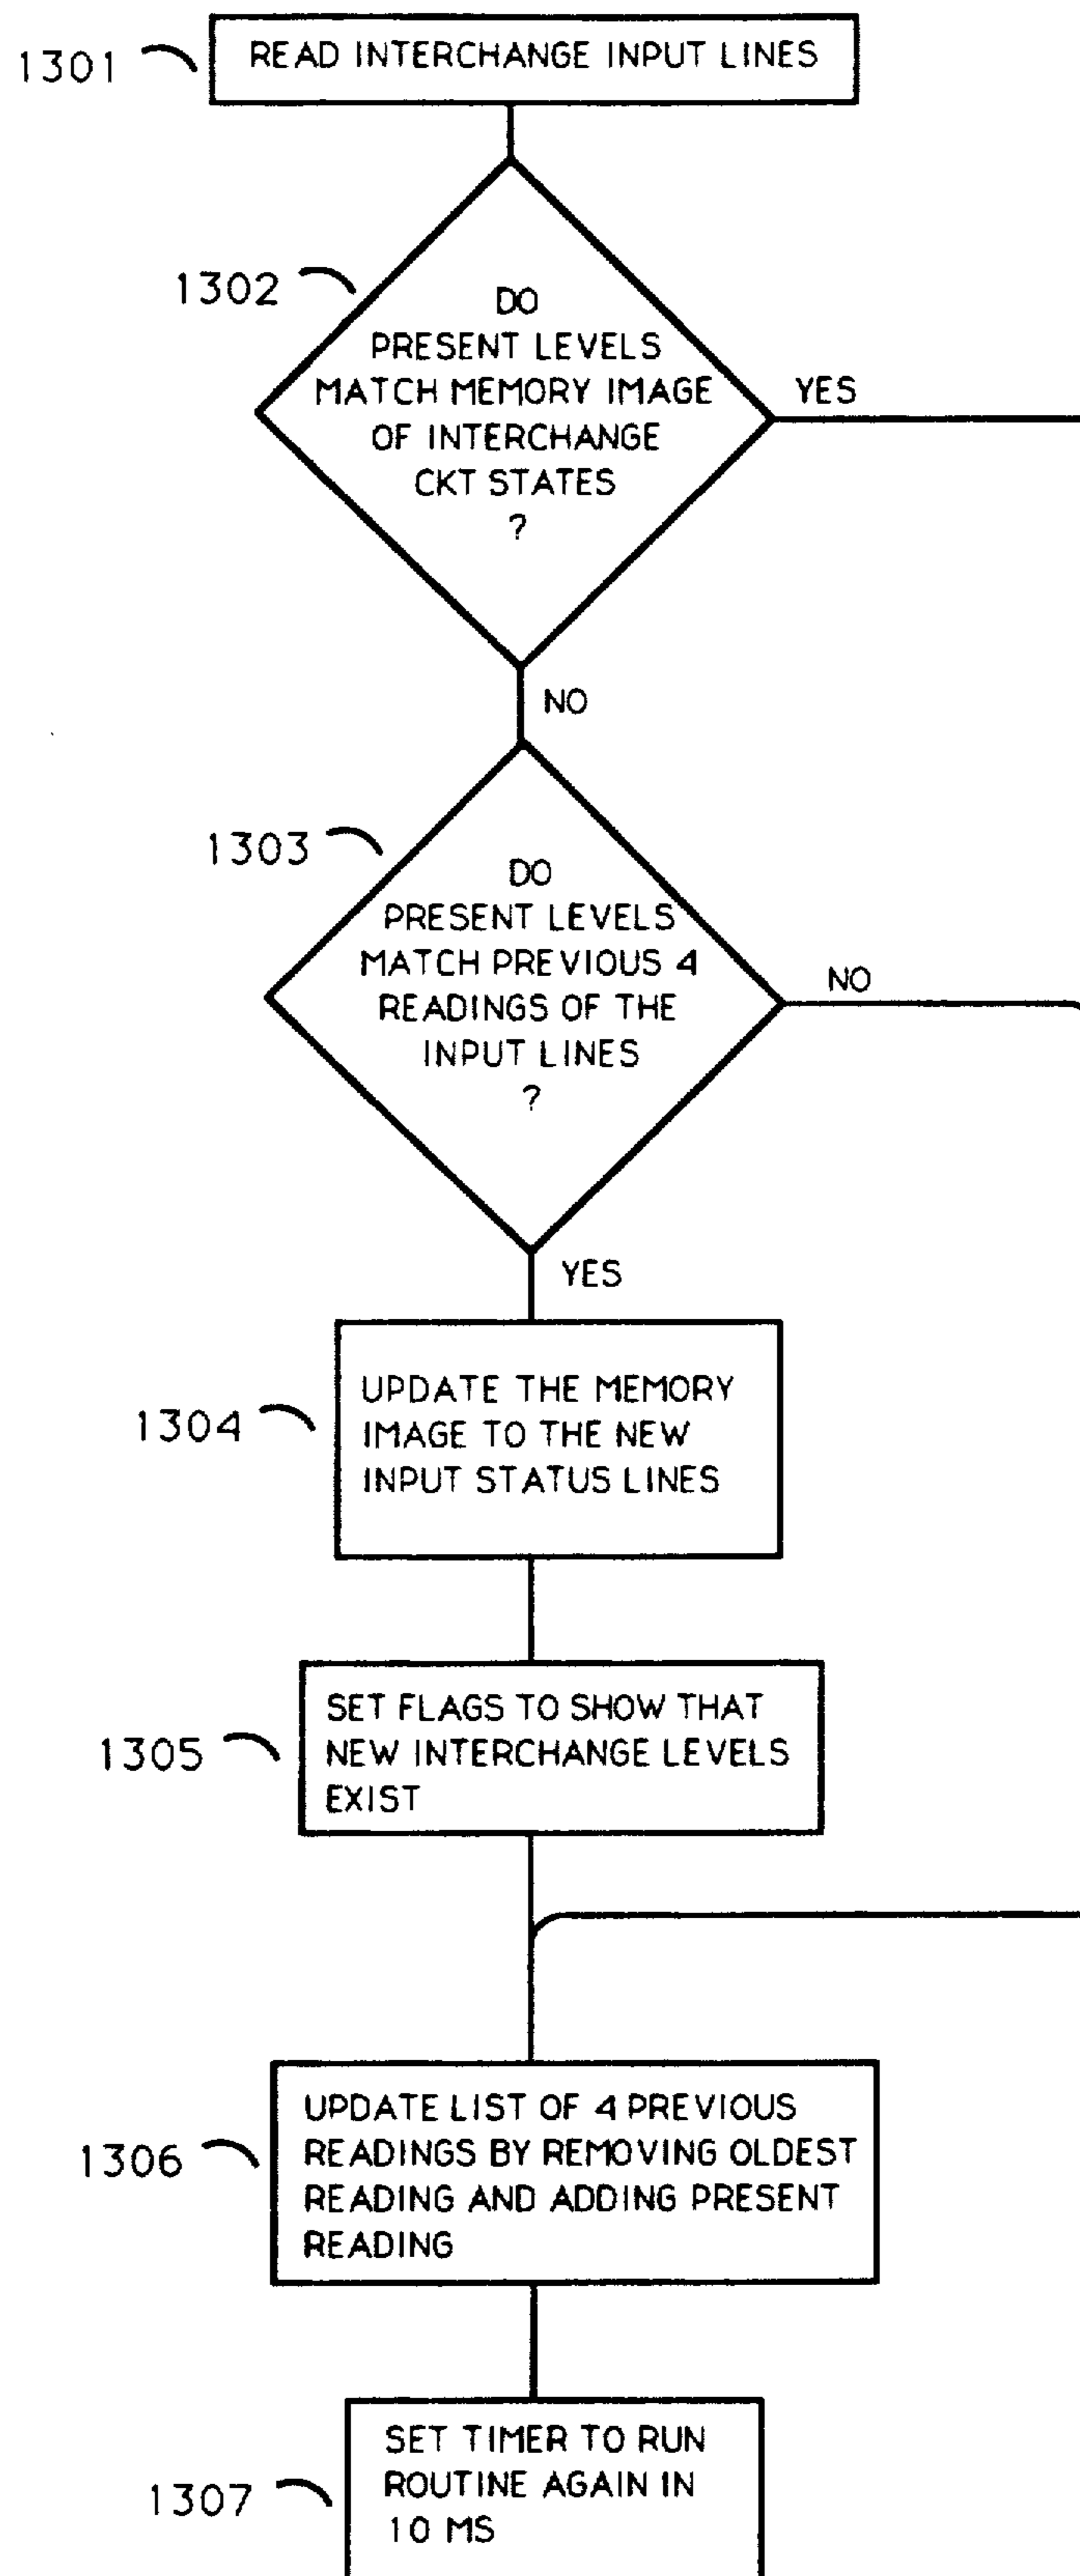 1301
READ INTERCHANGE INPUT LINES
1302
DO
PRESENT LEVELS
MATCH MEMORY IMAGE
OF INTERCHANGE
CKT STATES
?
YES
NO
1303
DO
PRESENT LEVELS
MATCH PREVIOUS 4
READINGS OF THE
INPUT LINES
?
NO
YES
1304
UPDATE THE MEMORY
IMAGE TO THE NEW
INPUT STATUS LINES
1305
SET FLAGS TO SHOW THAT
NEW INTERCHANGE LEVELS
EXIST
1306
UPDATE LIST OF 4 PREVIOUS
READINGS BY REMOVING OLDEST
READING AND ADDING PRESENT
READING
1307
SET TIMER TO RUN
ROUTINE AGAIN IN
10 MS